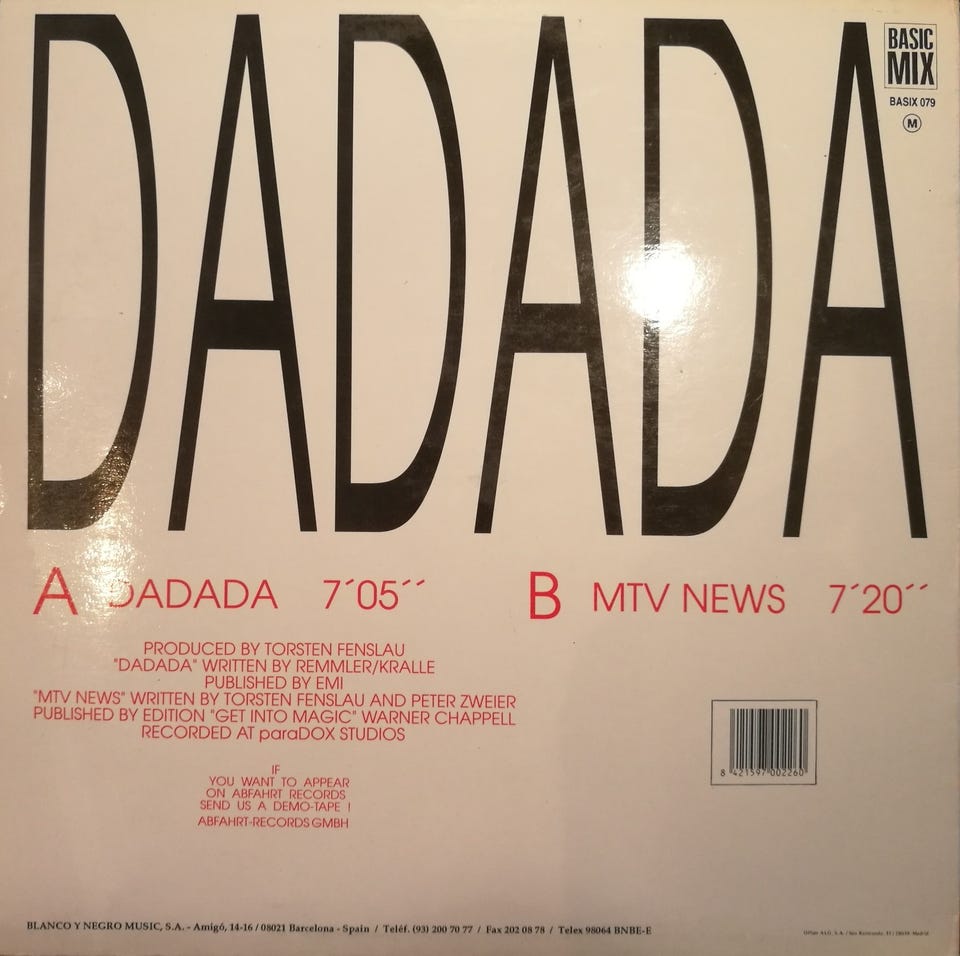 DADADA
BASIC
MIX
BASIX 079
M
A DADADA 7´05´´
B MTV NEWS 7´20´´
PRODUCED BY TORSTEN FENSLAU
"DADADA" WRITTEN BY REMMLER/KRALLE
PUBLISHED BY EMI
"MTV NEWS" WRITTEN BY TORSTEN FENSLAU AND PETER ZWEIER
PUBLISHED BY EDITION "GET INTO MAGIC" WARNER CHAPPELL
RECORDED AT paraDOX STUDIOS
IF
YOU WANT TO APPEAR
ON ABFAHRT RECORDS
SEND US A DEMO-TAPE !
ABFAHRT-RECORDS GMBH
8 421597 002260
BLANCO Y NEGRO MUSIC, S.A. - Amigó, 14-16 / 08021 Barcelona - Spain / Teléf. (93) 200 70 77 / Fax 202 08 78 / Telex 98064 BNBE-E